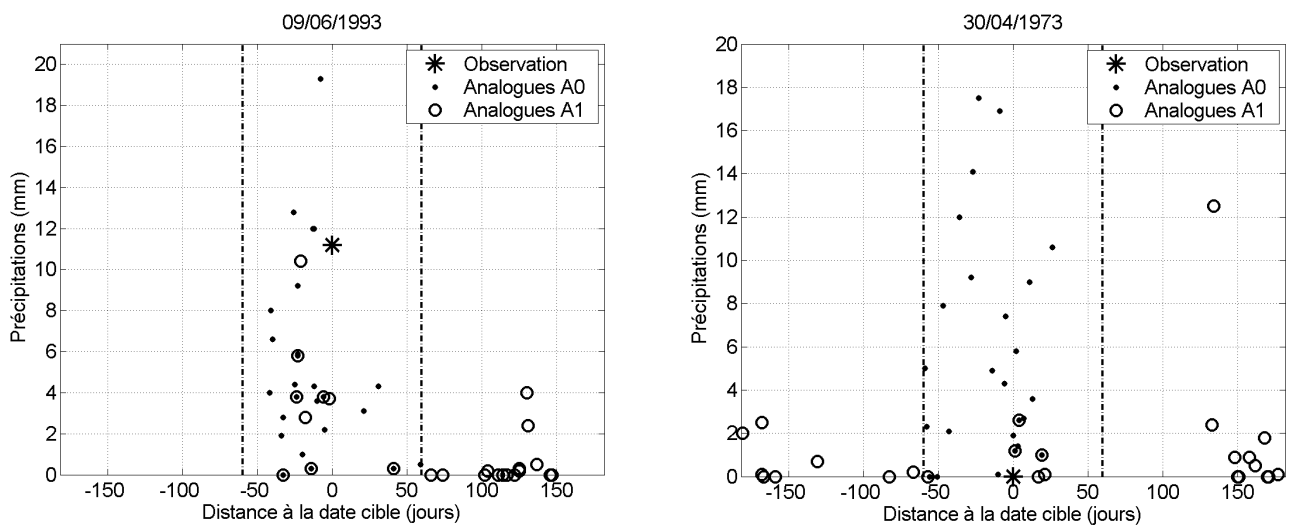 09/06/1993
20
18
16
14
12
10
8
6
4
2
0
Précipitations (mm)
Observation
Analogues A0
Analogues A1
-150 -100 -50 0 50 100 150
Distance à la date cible (jours)
30/04/1973
20
18
16
14
12
10
8
6
4
2
0
Précipitations (mm)
Observation
Analogues A0
Analogues A1
-150 -100 -50 0 50 100 150
Distance à la date cible (jours)